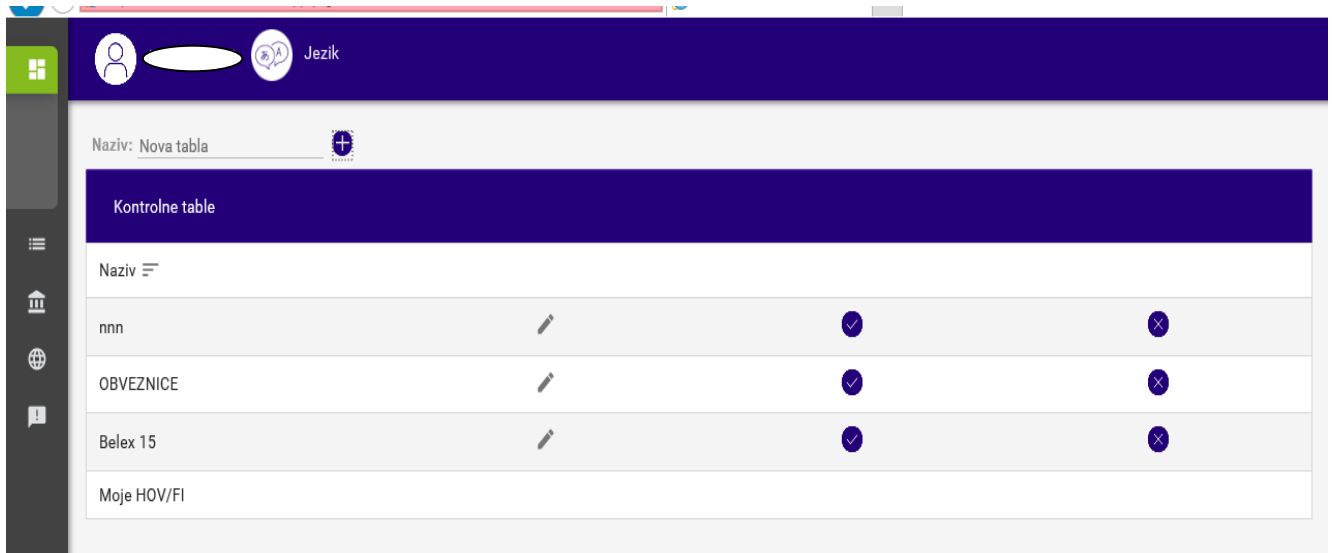 Jezik
Naziv: Nova tabla
Kontrolne table
Naziv
nnn
OBVEZNICE
Belex 15
Moje HOV/FI